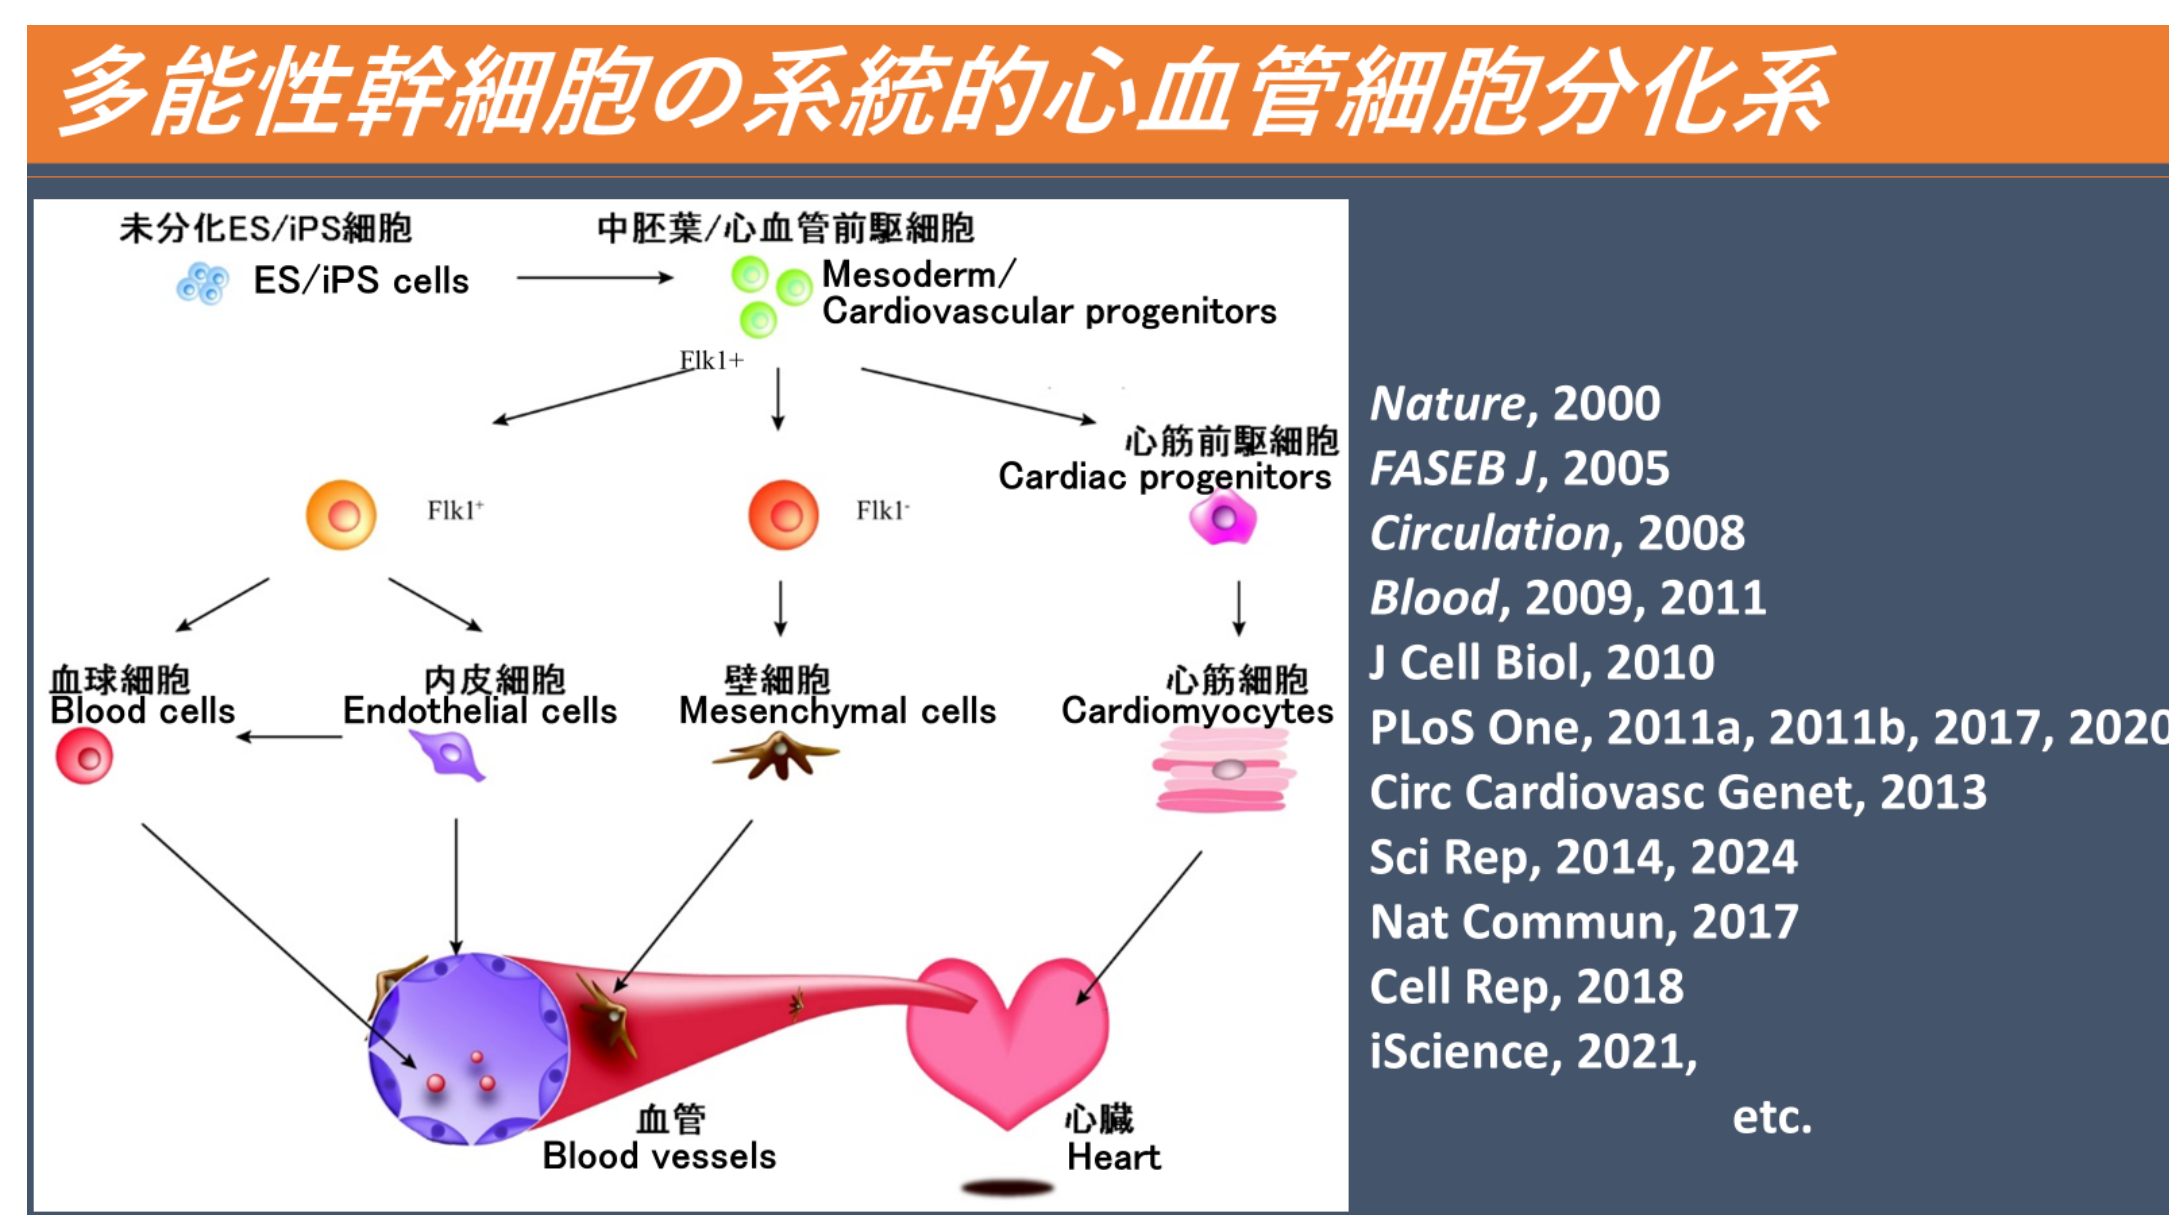 多能性幹細胞の系統的心血管細胞分化系
未分化ES/iPS細胞
ES/iPS cells
中胚葉/心血管前駆細胞
Mesoderm/
Cardiovascular progenitors
Flk1+
心筋前駆細胞
Cardiac progenitors
Flk1⁺
Flk1⁻
血球細胞
Blood cells
内皮細胞
Endothelial cells
壁細胞
Mesenchymal cells
心筋細胞
Cardiomyocytes
血管
Blood vessels
心臓
Heart
Nature, 2000
FASEB J, 2005
Circulation, 2008
Blood, 2009, 2011
J Cell Biol, 2010
PLoS One, 2011a, 2011b, 2017, 2020
Circ Cardiovasc Genet, 2013
Sci Rep, 2014, 2024
Nat Commun, 2017
Cell Rep, 2018
iScience, 2021,
etc.